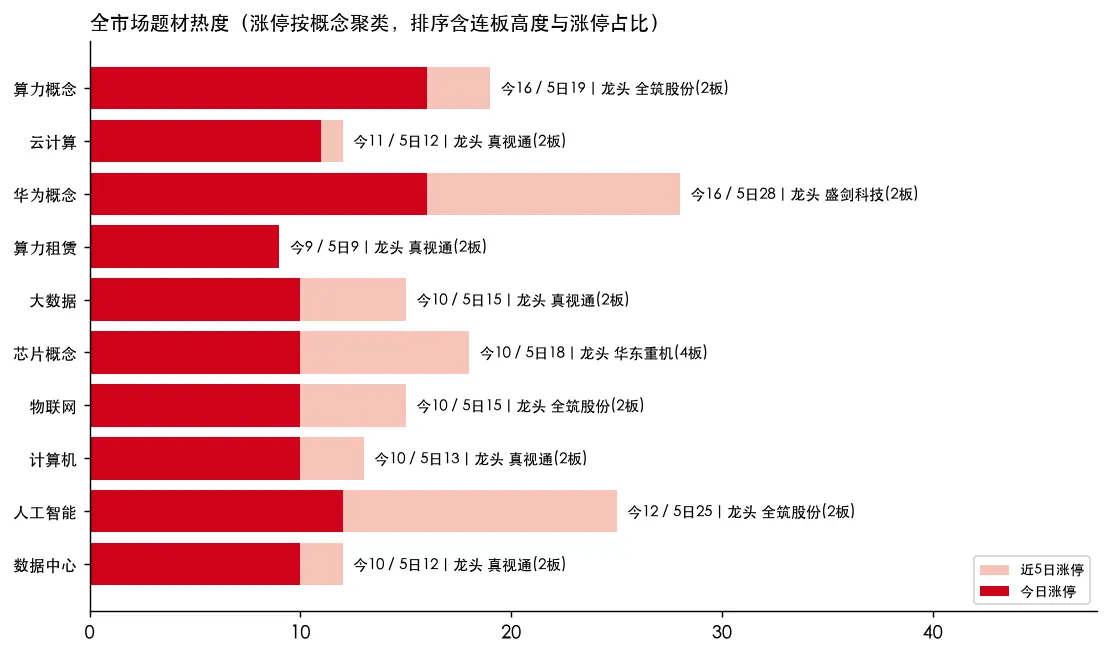 全市场题材热度（涨停按概念聚类，排序含连板高度与涨停占比）
算力概念 今16 / 5日19 | 龙头 全筑股份(2板)
云计算 今11 / 5日12 | 龙头 真视通(2板)
华为概念 今16 / 5日28 | 龙头 盛剑科技(2板)
算力租赁 今9 / 5日9 | 龙头 真视通(2板)
大数据 今10 / 5日15 | 龙头 真视通(2板)
芯片概念 今10 / 5日18 | 龙头 华东重机(4板)
物联网 今10 / 5日15 | 龙头 全筑股份(2板)
计算机 今10 / 5日13 | 龙头 真视通(2板)
人工智能 今12 / 5日25 | 龙头 全筑股份(2板)
数据中心 今10 / 5日12 | 龙头 真视通(2板)
近5日涨停
今日涨停
0 10 20 30 40